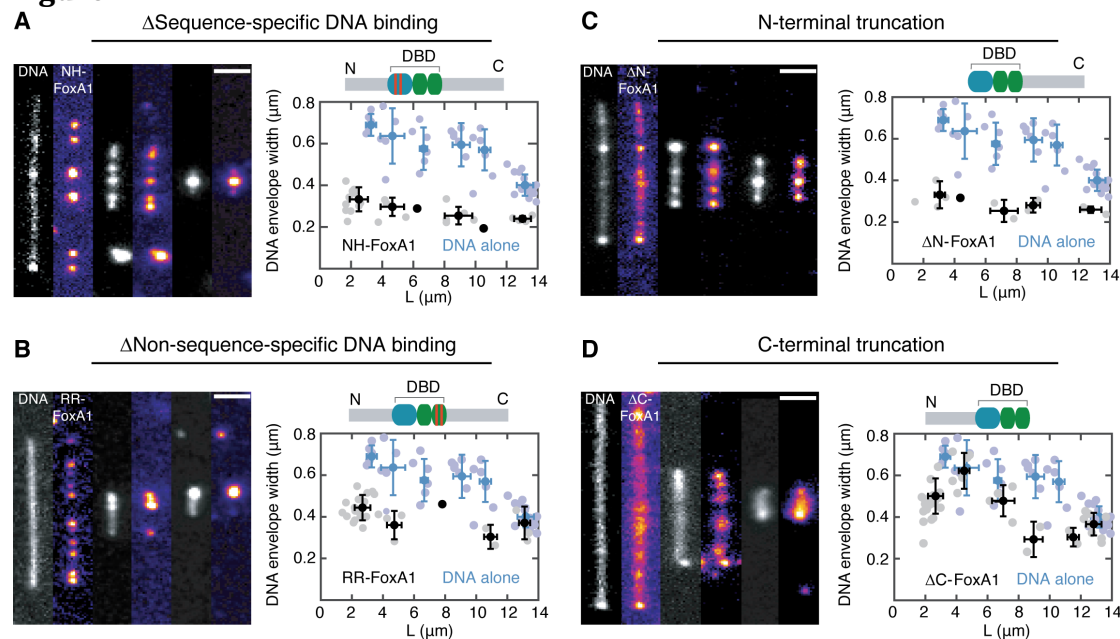 A
ΔSequence-specific DNA binding
DNA
NH-
FoxA1
DBD
N
C
DNA envelope width (μm)
0.8
0.6
0.4
0.2
NH-FoxA1
DNA alone
0 2 4 6 8 10 12 14
L (μm)
C
N-terminal truncation
DNA
ΔN-
FoxA1
DBD
C
DNA envelope width (μm)
0.8
0.6
0.4
0.2
ΔN-FoxA1
DNA alone
0 2 4 6 8 10 12 14
L (μm)
B
ΔNon-sequence-specific DNA binding
DNA
RR-
FoxA1
DBD
N
C
DNA envelope width (μm)
0.8
0.6
0.4
0.2
RR-FoxA1
DNA alone
0 2 4 6 8 10 12 14
L (μm)
D
C-terminal truncation
DNA
ΔC-
FoxA1
DBD
N
DNA envelope width (μm)
0.8
0.6
0.4
0.2
ΔC-FoxA1
DNA alone
0 2 4 6 8 10 12 14
L (μm)